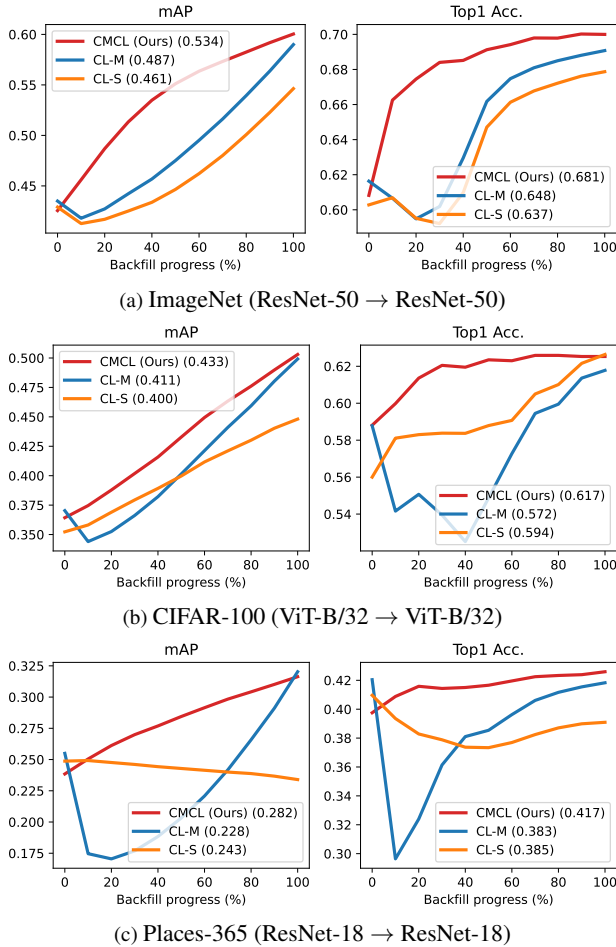 mAP
Top1 Acc.
0.60
0.55
0.50
0.45
CMCL (Ours) (0.534)
CL-M (0.487)
CL-S (0.461)
0 20 40 60 80 100
Backfill progress (%)
0.70
0.68
0.66
0.64
0.62
0.60
CMCL (Ours) (0.681)
CL-M (0.648)
CL-S (0.637)
0 20 40 60 80 100
Backfill progress (%)
(a) ImageNet (ResNet-50 → ResNet-50)
mAP
Top1 Acc.
0.500
0.475
0.450
0.425
0.400
0.375
0.350
CMCL (Ours) (0.433)
CL-M (0.411)
CL-S (0.400)
0 20 40 60 80 100
Backfill progress (%)
0.62
0.60
0.58
0.56
0.54
CMCL (Ours) (0.617)
CL-M (0.572)
CL-S (0.594)
0 20 40 60 80 100
Backfill progress (%)
(b) CIFAR-100 (ViT-B/32 → ViT-B/32)
mAP
Top1 Acc.
0.325
0.300
0.275
0.250
0.225
0.200
0.175
CMCL (Ours) (0.282)
CL-M (0.228)
CL-S (0.243)
0 20 40 60 80 100
Backfill progress (%)
0.42
0.40
0.38
0.36
0.34
0.32
0.30
CMCL (Ours) (0.417)
CL-M (0.383)
CL-S (0.385)
0 20 40 60 80 100
Backfill progress (%)
(c) Places-365 (ResNet-18 → ResNet-18)